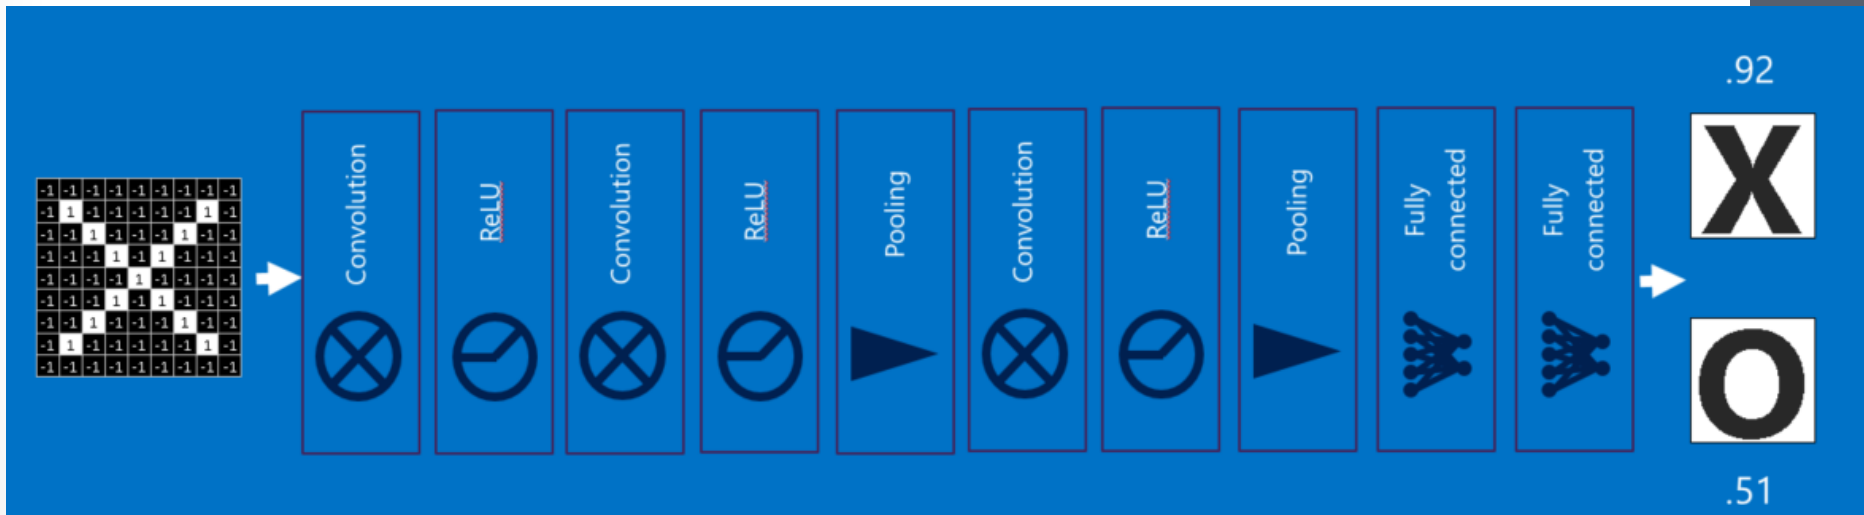 -1 -1 -1 -1 -1 -1 -1 -1 -1
-1 1 -1 -1 -1 -1 -1 1 -1
-1 -1 1 -1 -1 -1 1 -1 -1
-1 -1 -1 1 -1 1 -1 -1 -1
-1 -1 -1 -1 1 -1 -1 -1 -1
-1 -1 -1 1 -1 1 -1 -1 -1
-1 -1 1 -1 -1 -1 1 -1 -1
-1 1 -1 -1 -1 -1 -1 1 -1
-1 -1 -1 -1 -1 -1 -1 -1 -1
Convolution
ReLU
Convolution
ReLU
Pooling
Convolution
ReLU
Pooling
Fully
connected
Fully
connected
.92
X
O
.51